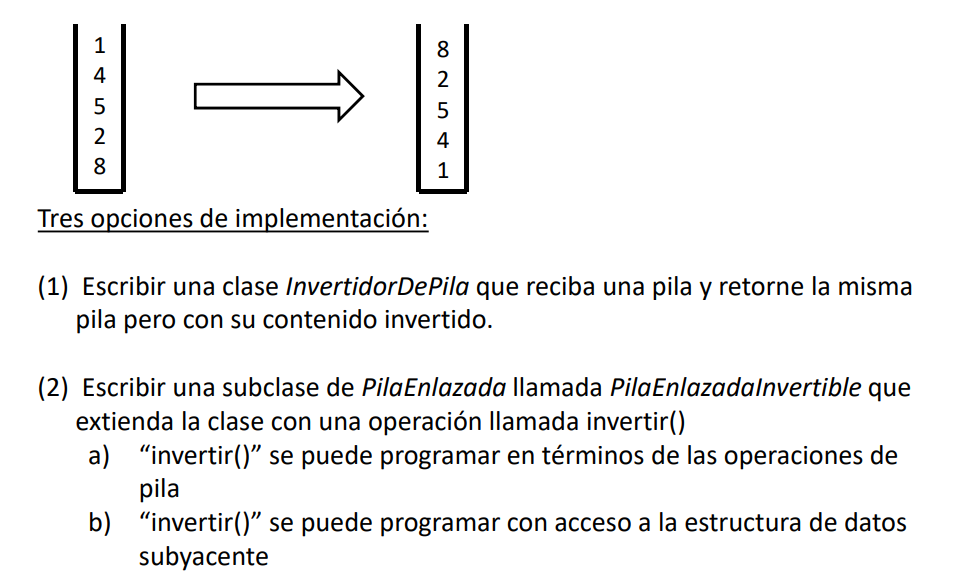 1
4
5
2
8
8
2
5
4
1
Tres opciones de implementación:
(1) Escribir una clase InvertidorDePila que reciba una pila y retorne la misma
pila pero con su contenido invertido.
(2) Escribir una subclase de PilaEnlazada llamada PilaEnlazadaInvertible que
extienda la clase con una operación llamada invertir()
a) “invertir()” se puede programar en términos de las operaciones de
pila
b) “invertir()” se puede programar con acceso a la estructura de datos
subyacente